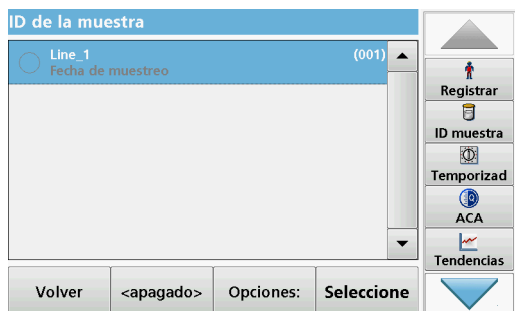 ID de la muestra
Line_1 (001)
Fecha de muestreo
Volver <apagado> Opciones: Seleccione
Registrar
ID muestra
Temporizad
ACA
Tendencias